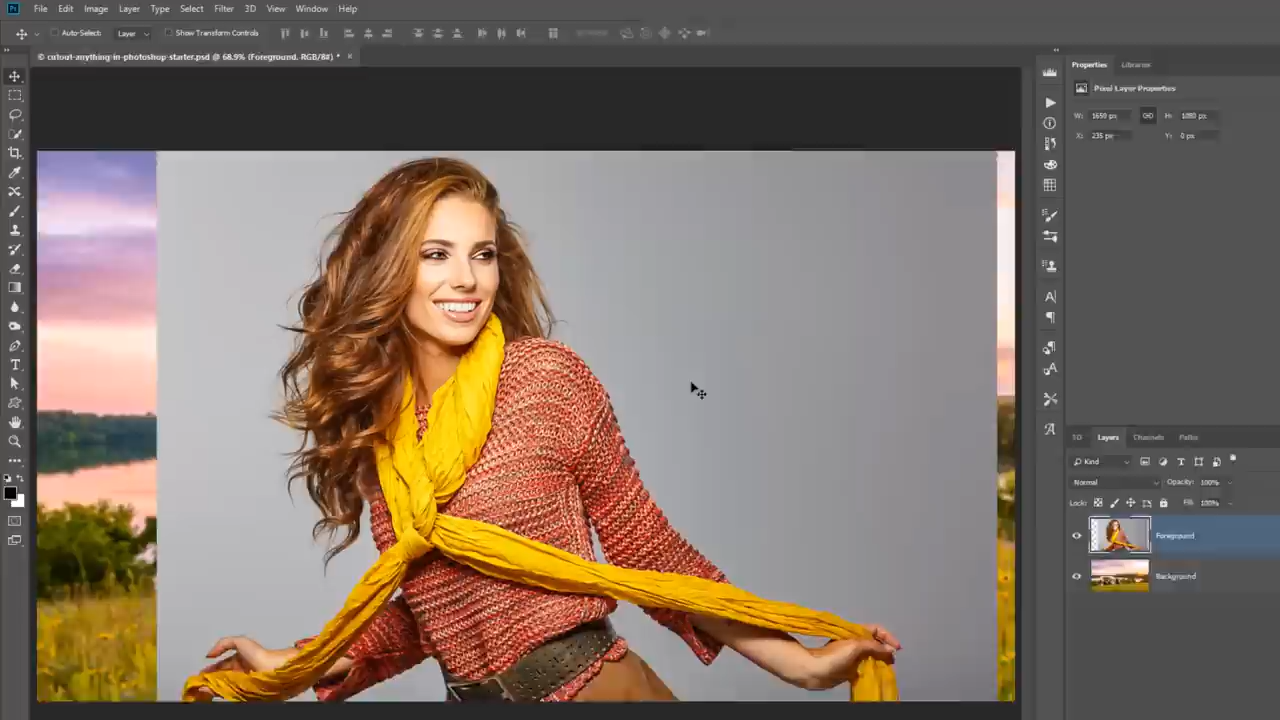 Ps File Edit Image Layer Type Select Filter 3D View Window Help
Auto-Select: Layer Show Transform Controls
© cutout-anything-in-photoshop-starter.psd @ 68.9% (Foreground, RGB/8#) * ×
Properties Libraries
Pixel Layer Properties
W: 1650 px H: 1080 px
X: 235 px Y: 0 px
3D Layers Channels Paths
Kind
Normal Opacity: 100%
Lock: Fill: 100%
Foreground
Background